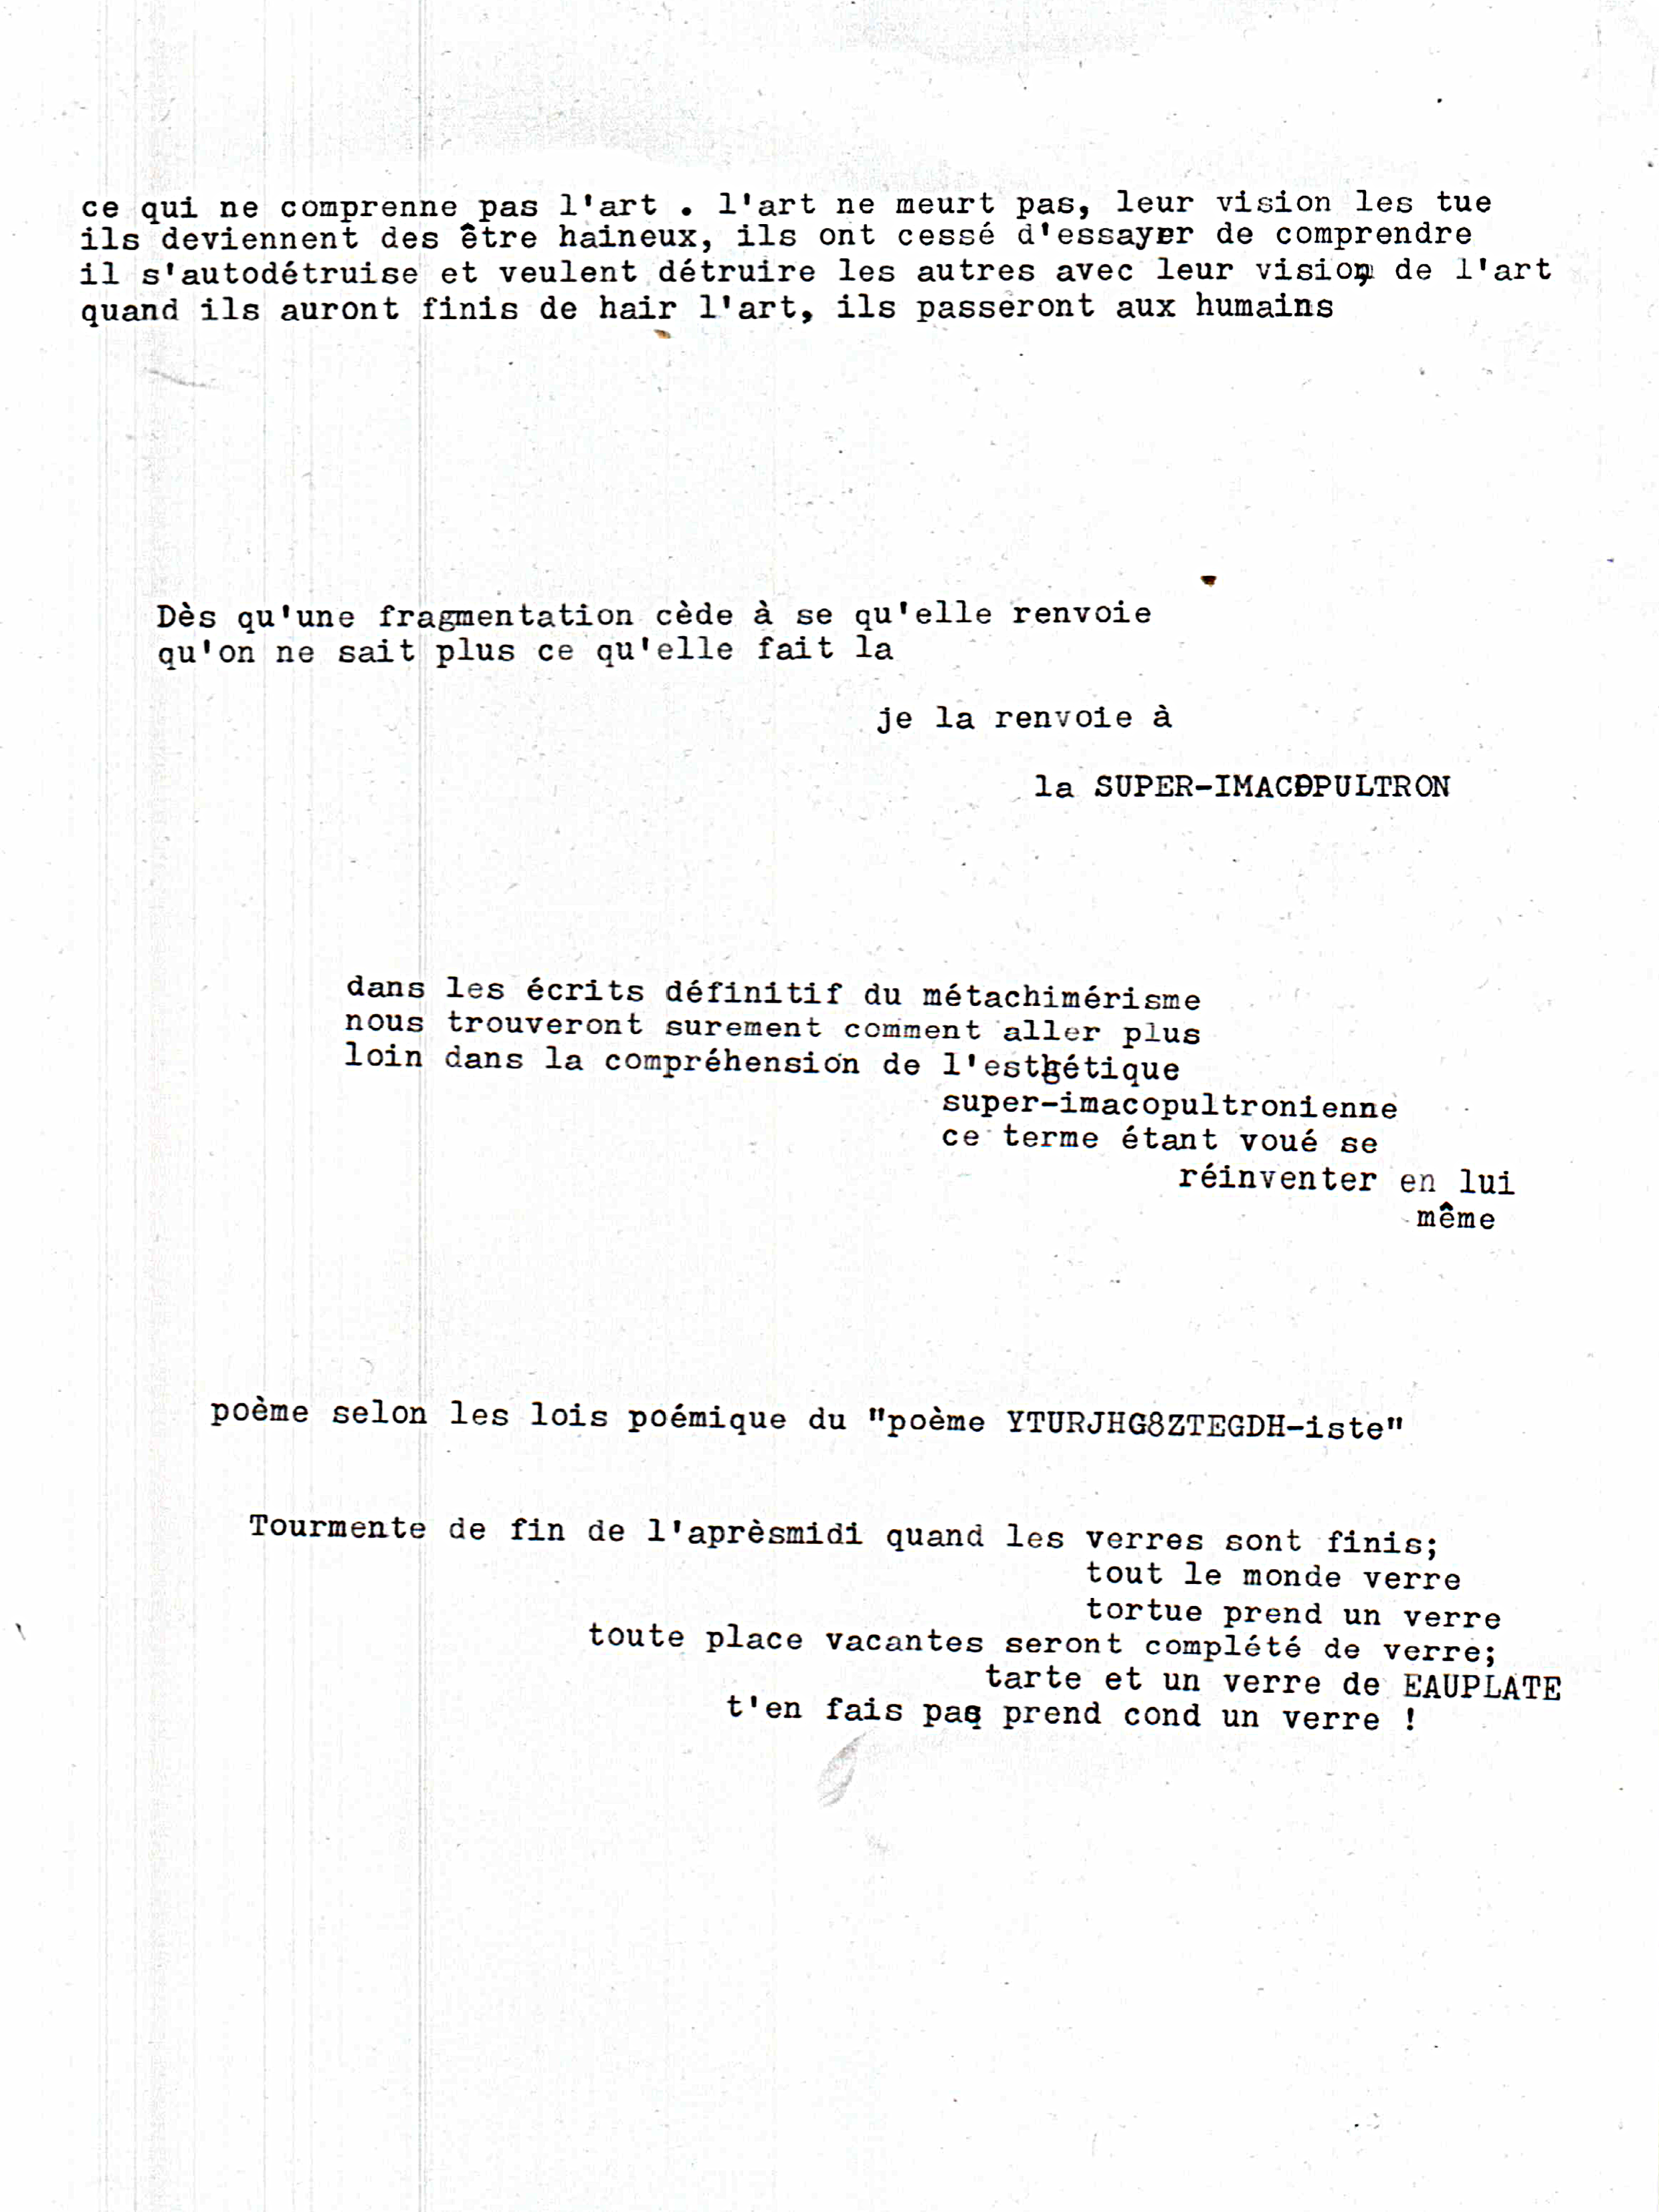 ce qui ne comprenne pas l'art . l'art ne meurt pas, leur vision les tue
ils deviennent des être haineux, ils ont cessé d'essayer de comprendre
il s'autodétruise et veulent détruire les autres avec leur vision de l'art
quand ils auront finis de hair l'art, ils passeront aux humains
Dès qu'une fragmentation cède à se qu'elle renvoie
qu'on ne sait plus ce qu'elle fait la
je la renvoie à
la SUPER-IMACOPULTRON
dans les écrits définitif du métachimérisme
nous trouveront surement comment aller plus
loin dans la compréhension de l'esthétique
super-imacopultronienne
ce terme étant voué se
réinventer en lui
même
poème selon les lois poémique du "poème YTURJHG8ZTEGDH-iste"
Tourmente de fin de l'aprèsmidi quand les verres sont finis;
tout le monde verre
tortue prend un verre
toute place vacantes seront complété de verre;
tarte et un verre de EAUPLATE
t'en fais pas prend cond un verre !